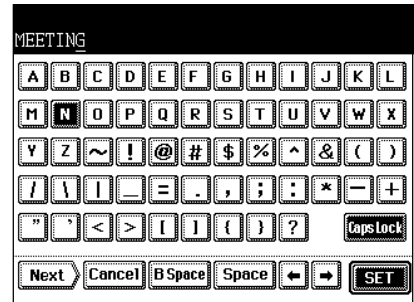 MEETING
A B C D E F G H I J K L
M N O P Q R S T U V W X
Y Z ~ ! @ # $ % ^ & ( )
/ \ | _ = . , ; : * - +
" ' < > [ ] { } ?
Caps Lock
Next Cancel B Space Space ← → SET